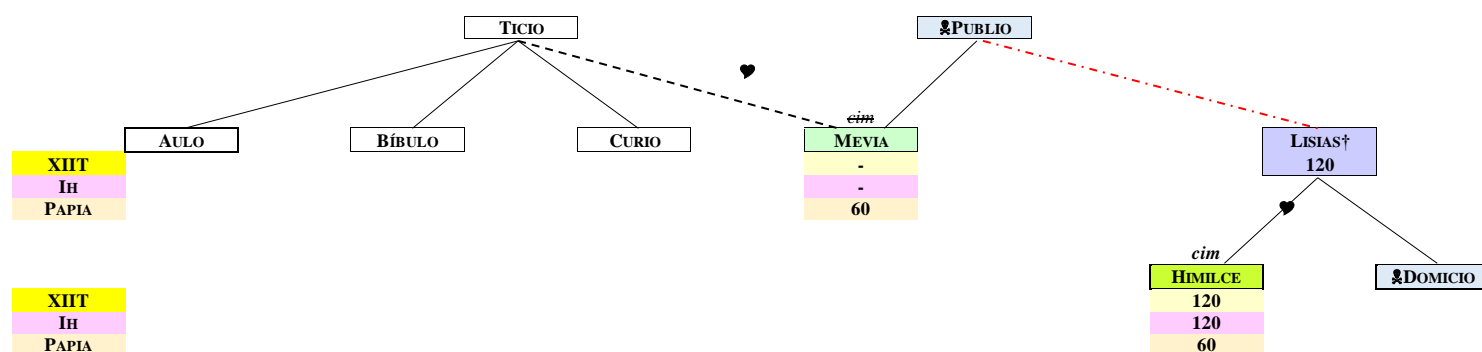 TICIO
☠PUBLIO
cim
AULO BÍBULO CURIO MEVIA LISIAS†
XIIT - 120
IH -
PAPIA 60
cim
HIMILCE ☠DOMICIO
XIIT 120
IH 120
PAPIA 60